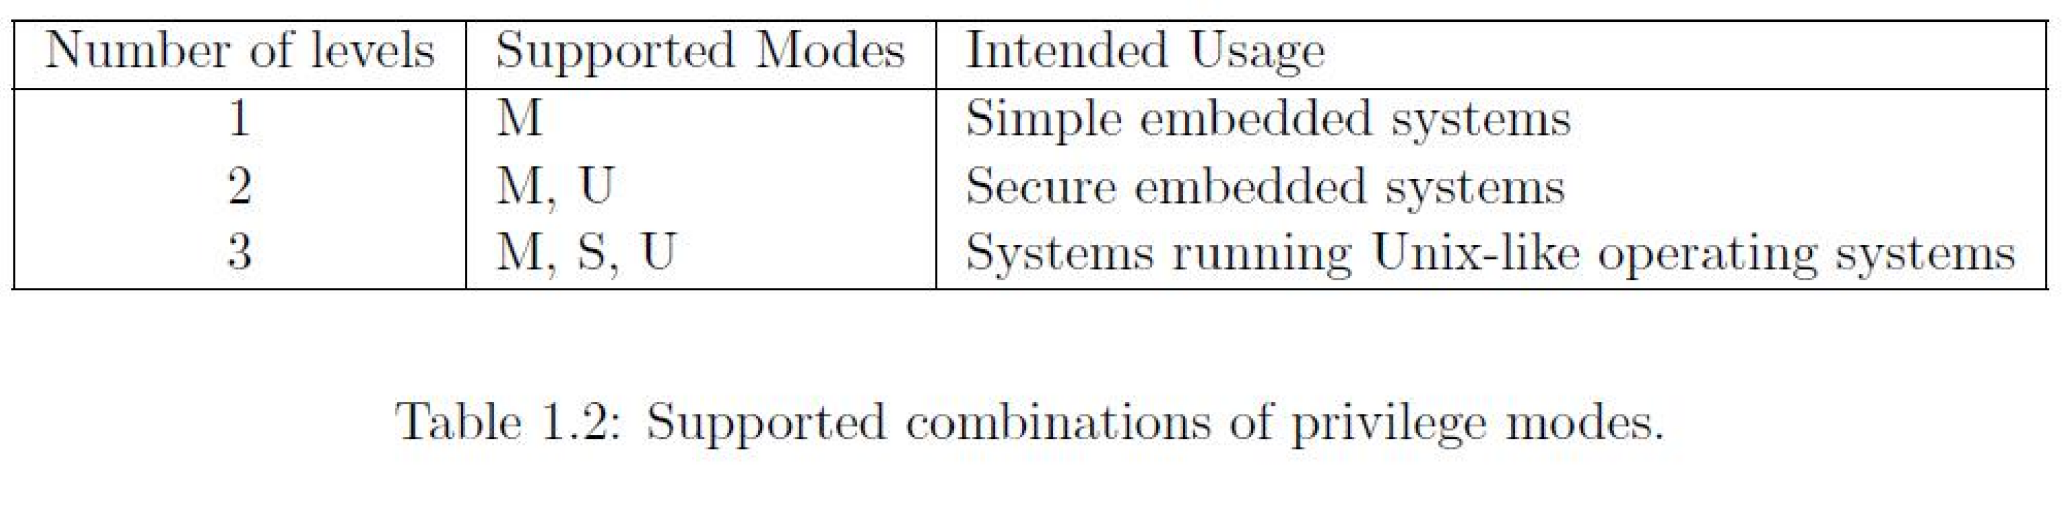 Number of levels Supported Modes Intended Usage
1 M Simple embedded systems
2 M, U Secure embedded systems
3 M, S, U Systems running Unix-like operating systems
Table 1.2: Supported combinations of privilege modes.